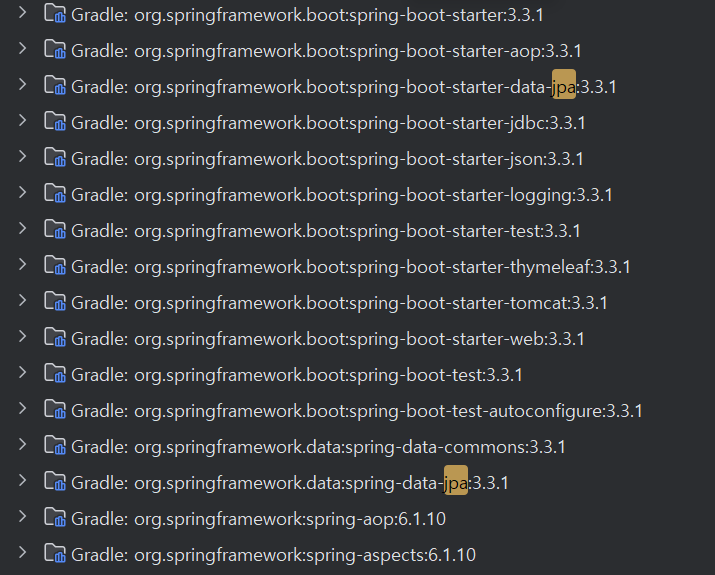 Gradle: org.springframework.boot:spring-boot-starter:3.3.1
Gradle: org.springframework.boot:spring-boot-starter-aop:3.3.1
Gradle: org.springframework.boot:spring-boot-starter-data-jpa:3.3.1
Gradle: org.springframework.boot:spring-boot-starter-jdbc:3.3.1
Gradle: org.springframework.boot:spring-boot-starter-json:3.3.1
Gradle: org.springframework.boot:spring-boot-starter-logging:3.3.1
Gradle: org.springframework.boot:spring-boot-starter-test:3.3.1
Gradle: org.springframework.boot:spring-boot-starter-thymeleaf:3.3.1
Gradle: org.springframework.boot:spring-boot-starter-tomcat:3.3.1
Gradle: org.springframework.boot:spring-boot-starter-web:3.3.1
Gradle: org.springframework.boot:spring-boot-test:3.3.1
Gradle: org.springframework.boot:spring-boot-test-autoconfigure:3.3.1
Gradle: org.springframework.data:spring-data-commons:3.3.1
Gradle: org.springframework.data:spring-data-jpa:3.3.1
Gradle: org.springframework:spring-aop:6.1.10
Gradle: org.springframework:spring-aspects:6.1.10